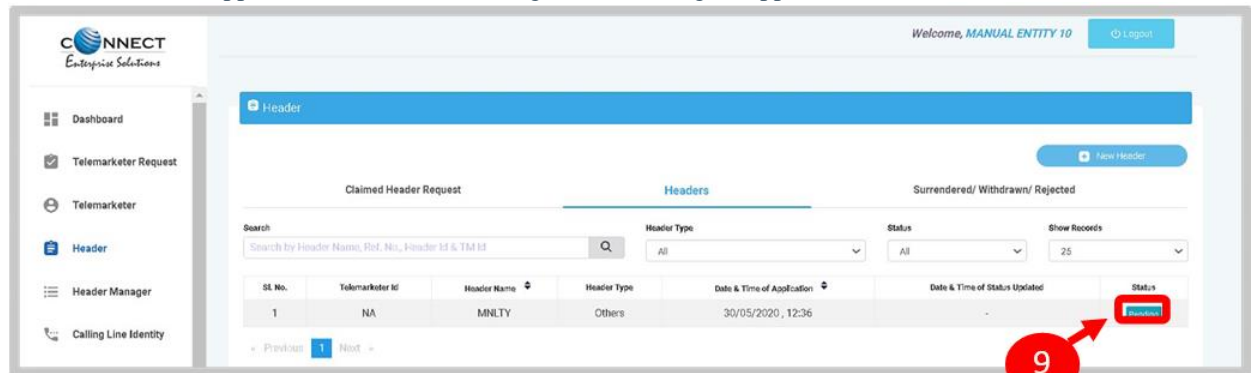 CONNECT
Enterprise Solutions
Welcome, MANUAL ENTITY 10
Logout
Dashboard
Telemarketer Request
Telemarketer
Header
Header Manager
Calling Line Identity
Header
New Header
Claimed Header Request
Headers
Surrendered/ Withdrawn/ Rejected
Search
Header Type
Status
Show Records
Search by Header Name, Ref. No., Header Id & TM Id
All
All
25
Sl. No. Telemarketer Id Header Name Header Type Date & Time of Application Date & Time of Status Updated Status
1 NA MNLTY Others 30/05/2020 , 12:36 - Pending
« Previous 1 Next »
9